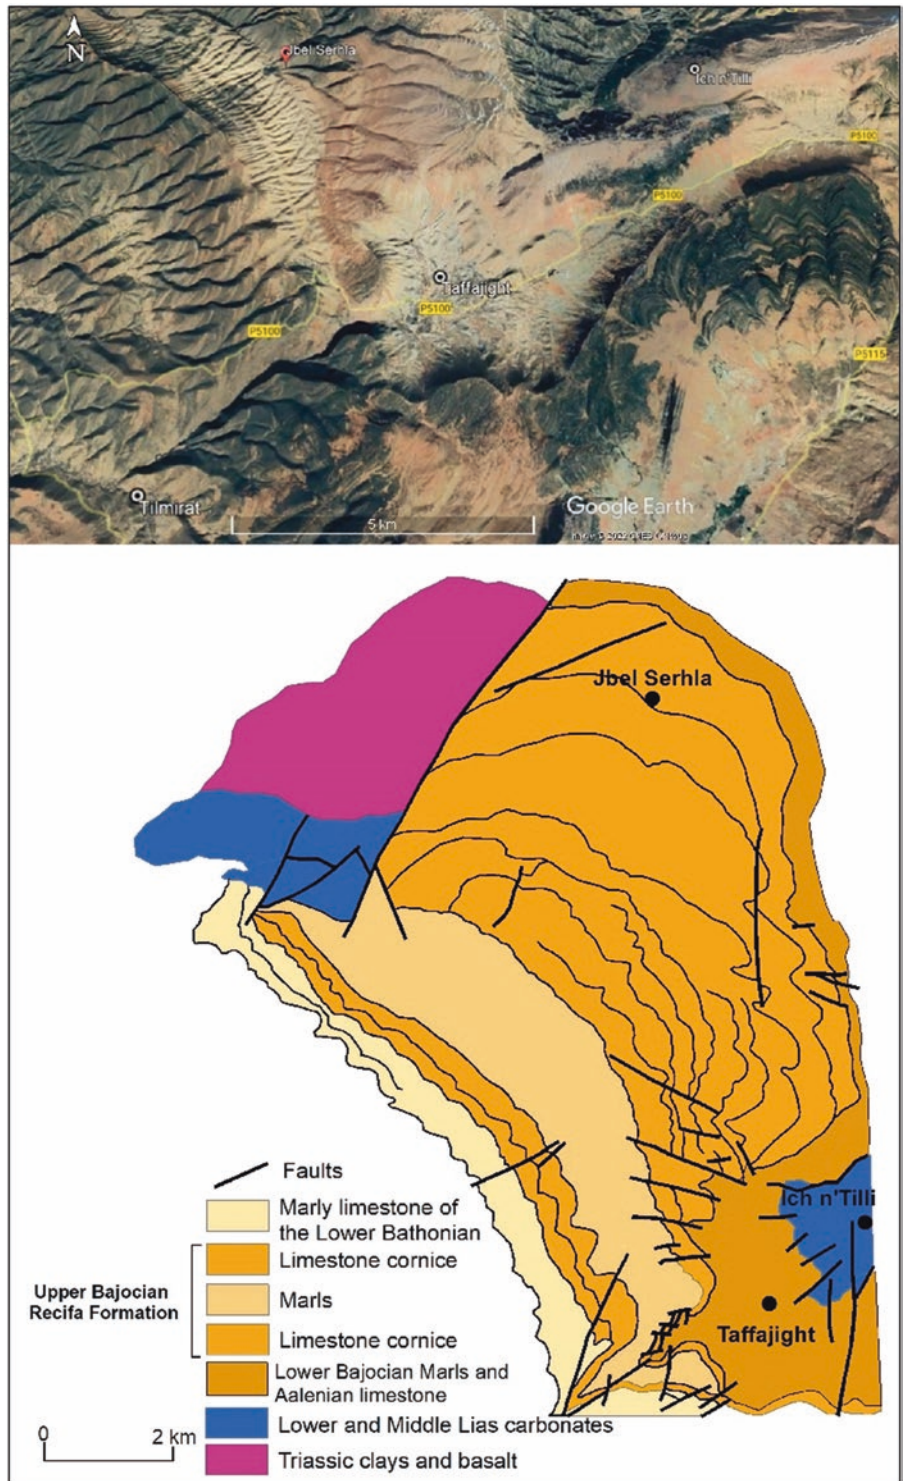 N
Jbel Serhla
Ich n'Tilli
P5100
P5100
Taffajight
P5100
P5100
P5115
Tilmirat
5 km
Google Earth
Jbel Serhla
Ich n'Tilli
Taffajight
Faults
Marly limestone of
the Lower Bathonian
Upper Bajocian
Recifa Formation
Limestone cornice
Marls
Limestone cornice
Lower Bajocian Marls and
Aalenian limestone
Lower and Middle Lias carbonates
Triassic clays and basalt
0 2 km